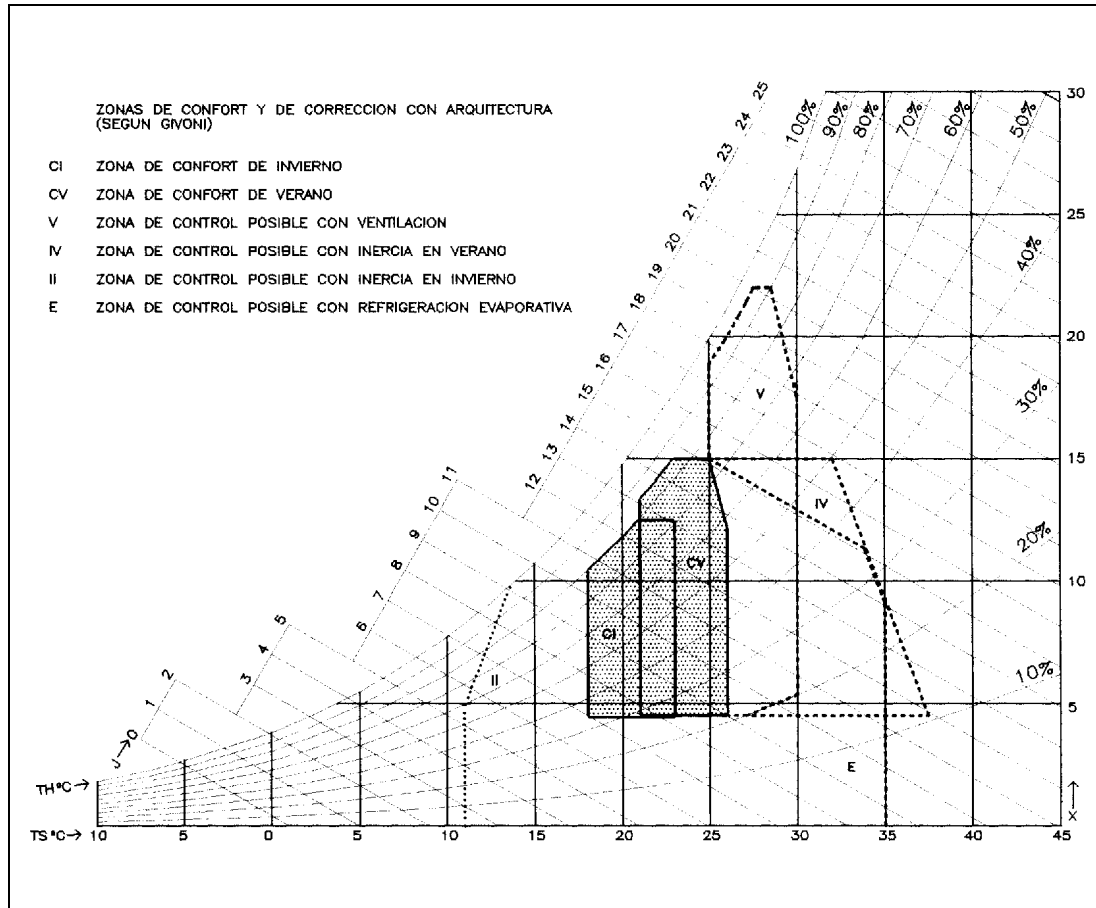 ZONAS DE CONFORT Y DE CORRECCION CON ARQUITECTURA
(SEGUN GIVONI)
CI ZONA DE CONFORT DE INVIERNO
CV ZONA DE CONFORT DE VERANO
V ZONA DE CONTROL POSIBLE CON VENTILACION
IV ZONA DE CONTROL POSIBLE CON INERCIA EN VERANO
II ZONA DE CONTROL POSIBLE CON INERCIA EN INVIERNO
E ZONA DE CONTROL POSIBLE CON REFRIGERACION EVAPORATIVA
J→0 1 2 3 4 5 6 7 8 9 10 11 12 13 14 15 16 17 18 19 20 21 22 23 24 25
100% 90% 80% 70% 60% 50%
40%
30%
20%
10%
30
25
20
15
10
5
X
V
IV
CV
CI
II
E
TH ºC→
TS ºC→ 10 5 0 5 10 15 20 25 30 35 40 45